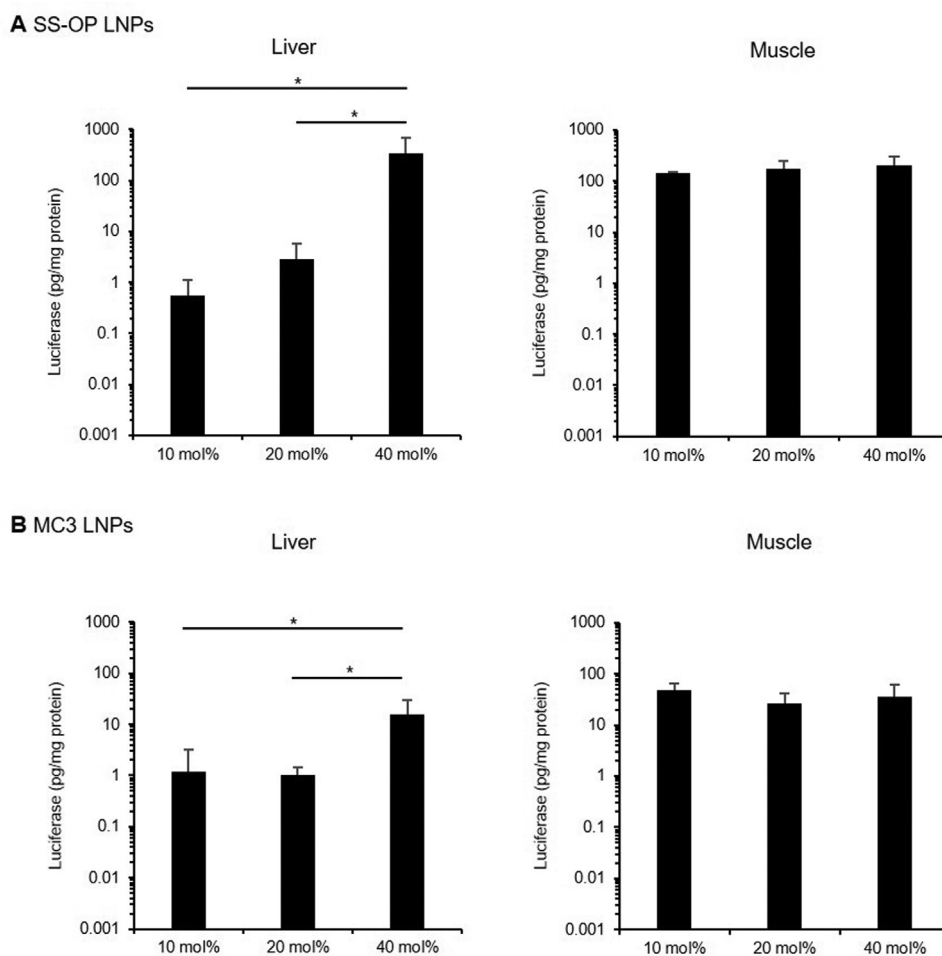 A SS-OP LNPs
Liver
Muscle
*
*
Luciferase (pg/mg protein)
1000
100
10
1
0.1
0.01
0.001
10 mol%
20 mol%
40 mol%
Luciferase (pg/mg protein)
1000
100
10
1
0.1
0.01
0.001
10 mol%
20 mol%
40 mol%
B MC3 LNPs
Liver
Muscle
*
*
Luciferase (pg/mg protein)
1000
100
10
1
0.1
0.01
0.001
10 mol%
20 mol%
40 mol%
Luciferase (pg/mg protein)
1000
100
10
1
0.1
0.01
0.001
10 mol%
20 mol%
40 mol%